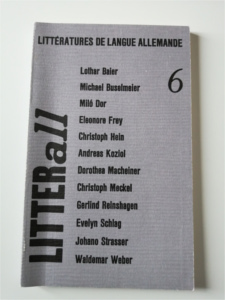 LITTÉRATURES DE LANGUE ALLEMANDE
6
LITTERall
Lothar Baier
Michael Buselmeier
Milo Dor
Eleonore Frey
Christoph Hein
Andreas Koziol
Dorothea Macheiner
Christoph Meckel
Gerlind Reinshagen
Evelyn Schlag
Johano Strasser
Waldemar Weber